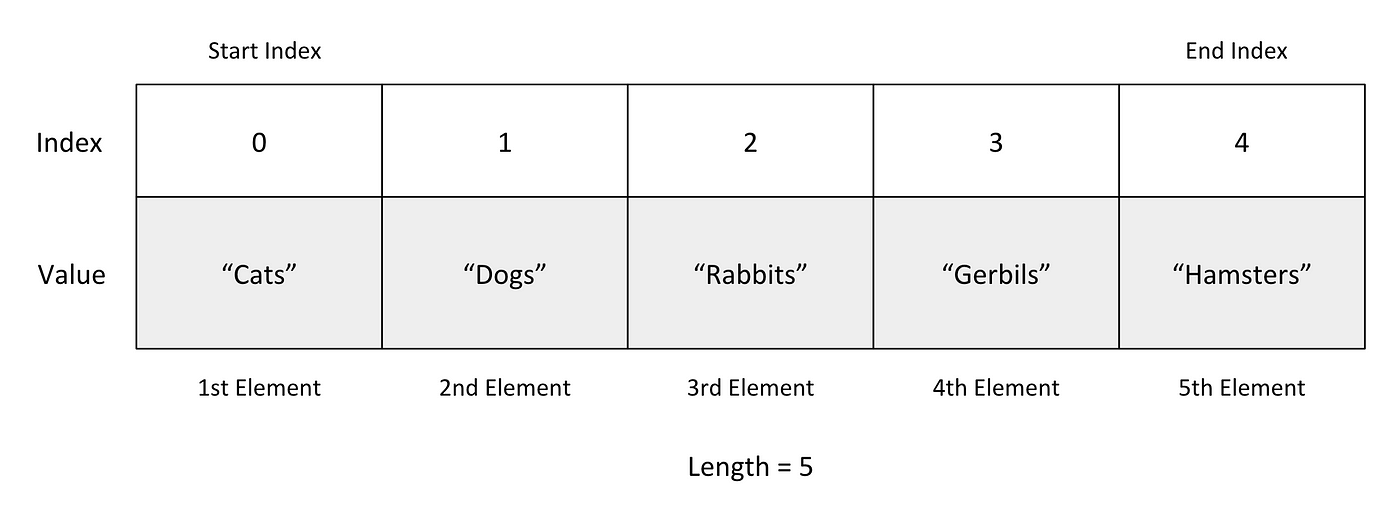 Start Index End Index
Index 0 1 2 3 4
Value “Cats” “Dogs” “Rabbits” “Gerbils” “Hamsters”
1st Element 2nd Element 3rd Element 4th Element 5th Element
Length = 5